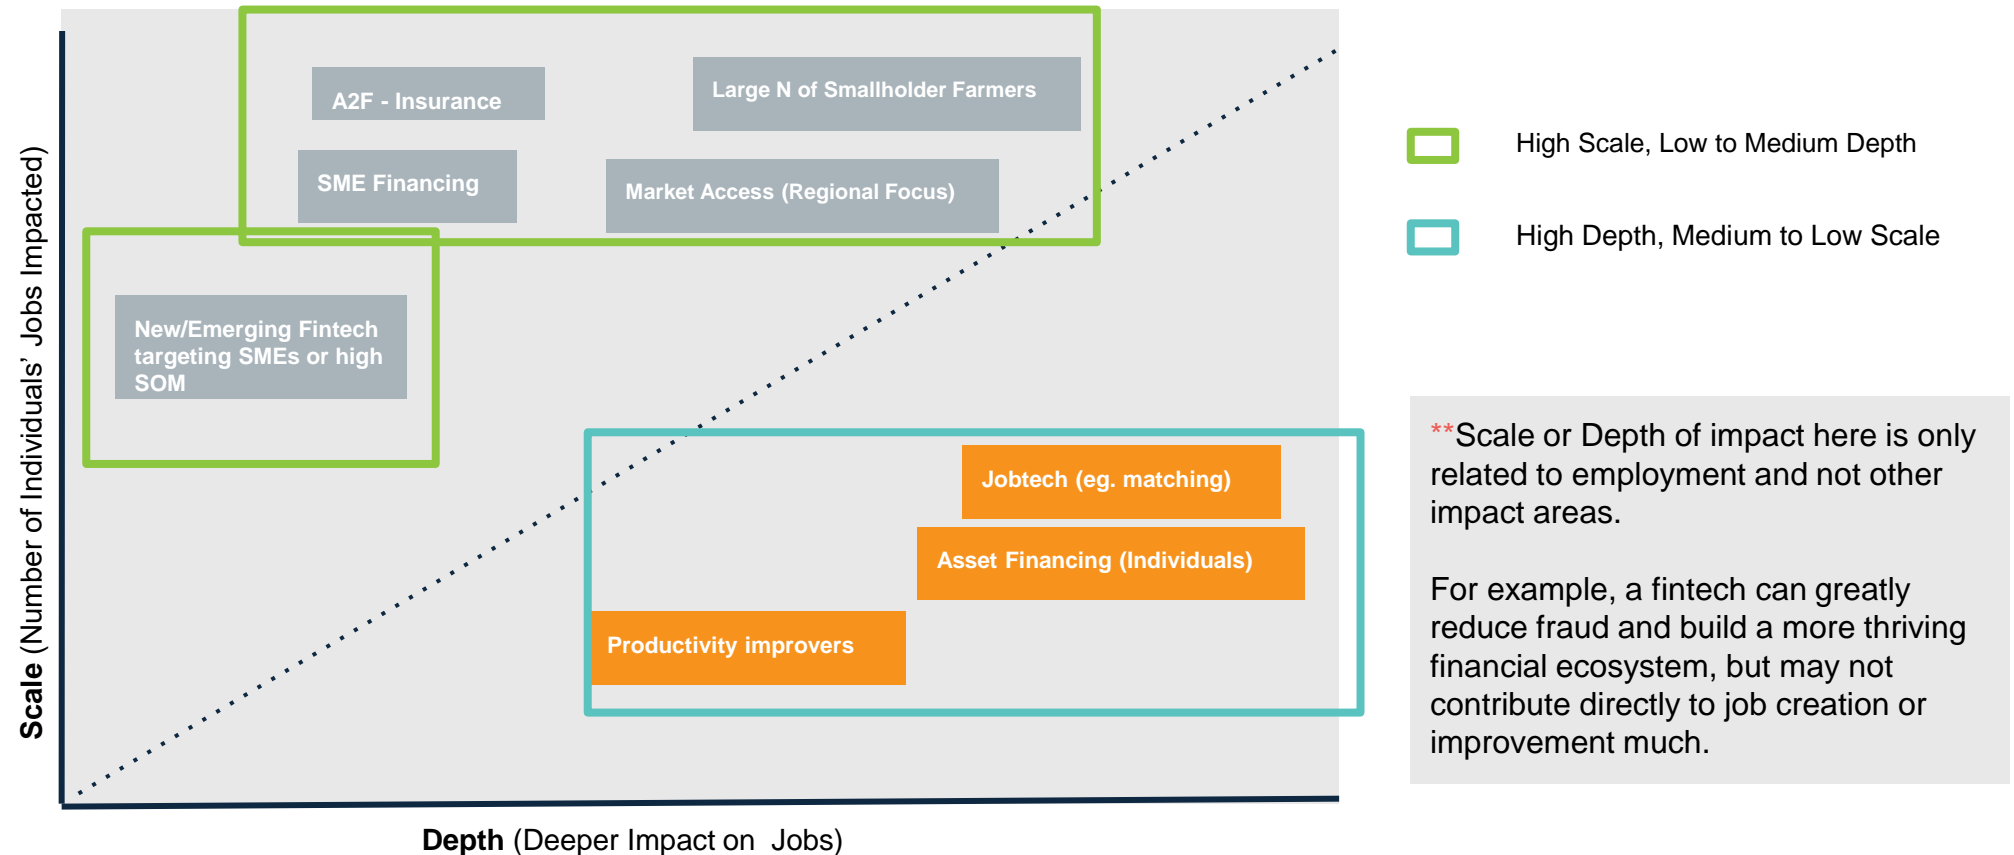 Scale (Number of Individuals’ Jobs Impacted)
A2F - Insurance
Large N of Smallholder Farmers
SME Financing
Market Access (Regional Focus)
New/Emerging Fintech
targeting SMEs or high
SOM
Jobtech (eg. matching)
Asset Financing (Individuals)
Productivity improvers
Depth (Deeper Impact on Jobs)
High Scale, Low to Medium Depth
High Depth, Medium to Low Scale
**Scale or Depth of impact here is only
related to employment and not other
impact areas.
For example, a fintech can greatly
reduce fraud and build a more thriving
financial ecosystem, but may not
contribute directly to job creation or
improvement much.